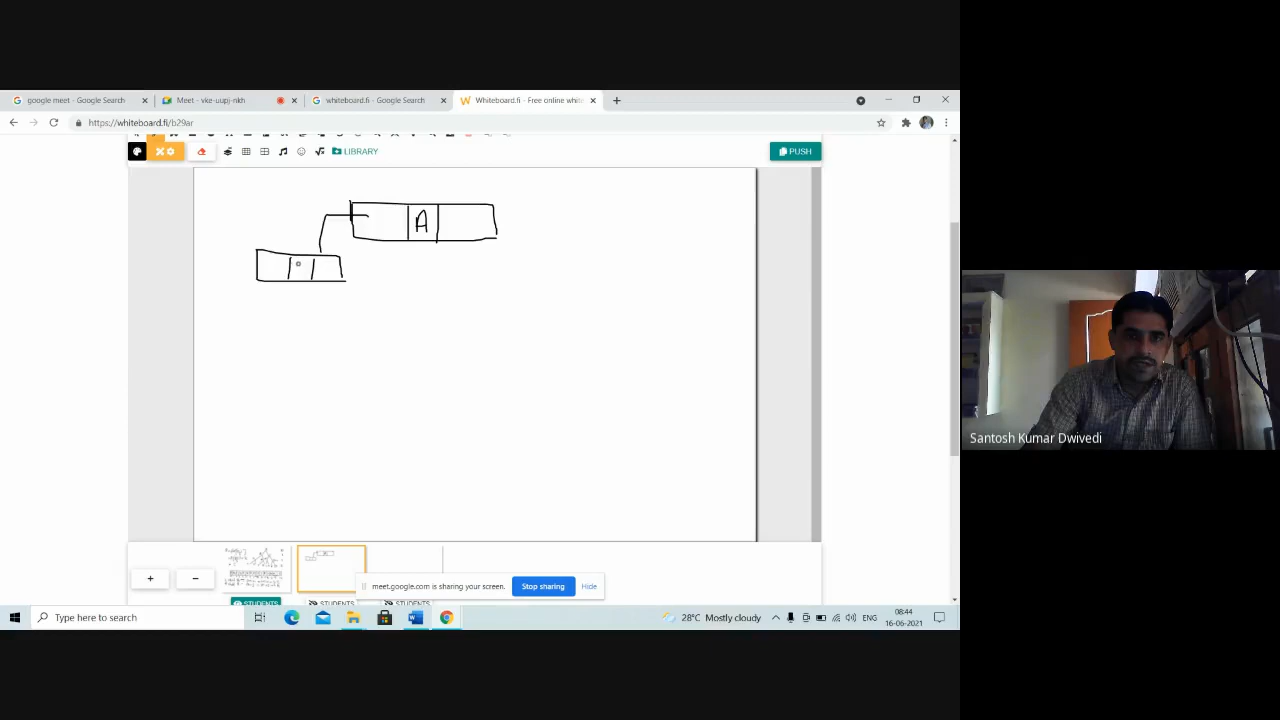 google meet - Google Search
Meet - vke-uupj-nkh
whiteboard.fi - Google Search
Whiteboard.fi - Free online white
https://whiteboard.fi/b29ar
LIBRARY
PUSH
A
Santosh Kumar Dwivedi
+
−
meet.google.com is sharing your screen.
Stop sharing
Hide
STUDENTS
STUDENTS
STUDENTS
Type here to search
28°C Mostly cloudy
ENG
08:44
16-06-2021